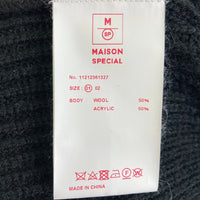 M
SP
MAISON
SPECIAL
No. 11212361327
SIZE : 01 02
BODY WOOL 50%
ACRYLIC 50%
MADE IN CHINA